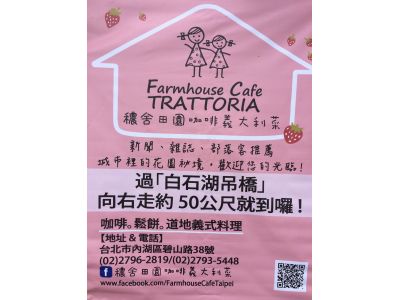 Farmhouse Cafe
TRATTORIA
穠舍田園咖啡義大利菜
新聞、雜誌、部落客推薦
城市裡的花園秘境，歡迎您的光臨！
過「白石湖吊橋」
向右走約 50公尺就到囉！
咖啡。鬆餅。道地義式料理
【地址 & 電話】
台北市內湖區碧山路38號
(02)2796-2819/(02)2793-5448
f 穠舍田園咖啡義大利菜
www.facebook.com/FarmhouseCafeTaipei